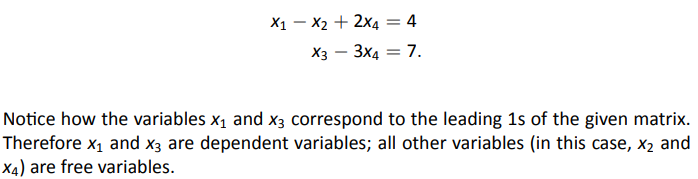 x₁ − x₂ + 2x₄ = 4
x₃ − 3x₄ = 7.
Notice how the variables x₁ and x₃ correspond to the leading 1s of the given matrix.
Therefore x₁ and x₃ are dependent variables; all other variables (in this case, x₂ and
x₄) are free variables.